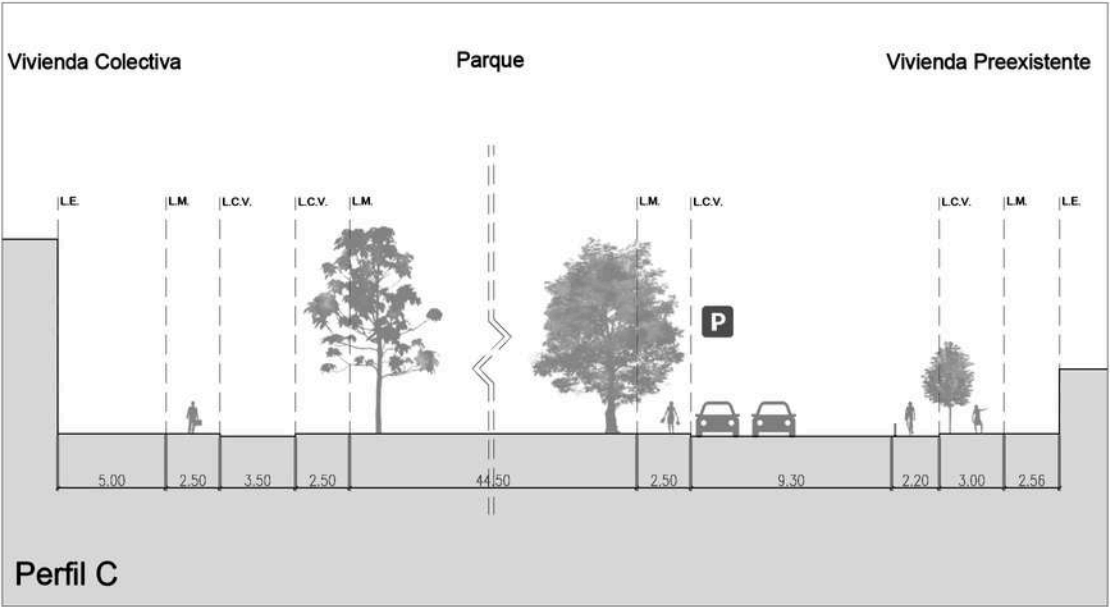 Vivienda Colectiva
Parque
Vivienda Preexistente
L.E.
L.M.
L.C.V.
L.C.V.
L.M.
L.M.
L.C.V.
L.C.V.
L.M.
L.E.
P
5.00
2.50
3.50
2.50
44.50
2.50
9.30
2.20
3.00
2.56
Perfil C